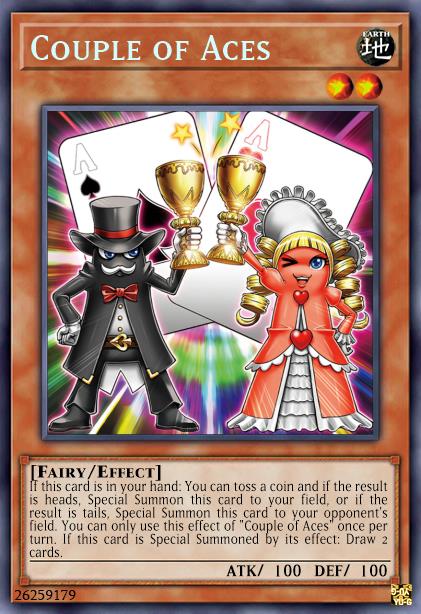 Couple of Aces
EARTH
地
A
A
[Fairy/Effect]
If this card is in your hand: You can toss a coin and if the result
is heads, Special Summon this card to your field, or if the
result is tails, Special Summon this card to your opponent's
field. You can only use this effect of "Couple of Aces" once per
turn. If this card is Special Summoned by its effect: Draw 2
cards.
ATK/ 100 DEF/ 100
26259179